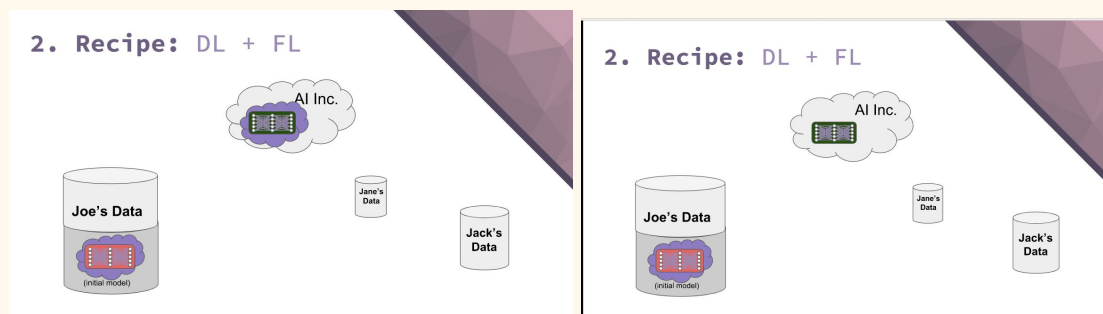 2. Recipe: DL + FL
AI Inc.
Jane's
Data
Joe's Data
Jack's
Data
(initial model)
2. Recipe: DL + FL
AI Inc.
Jane's
Data
Joe's Data
Jack's
Data
(initial model)